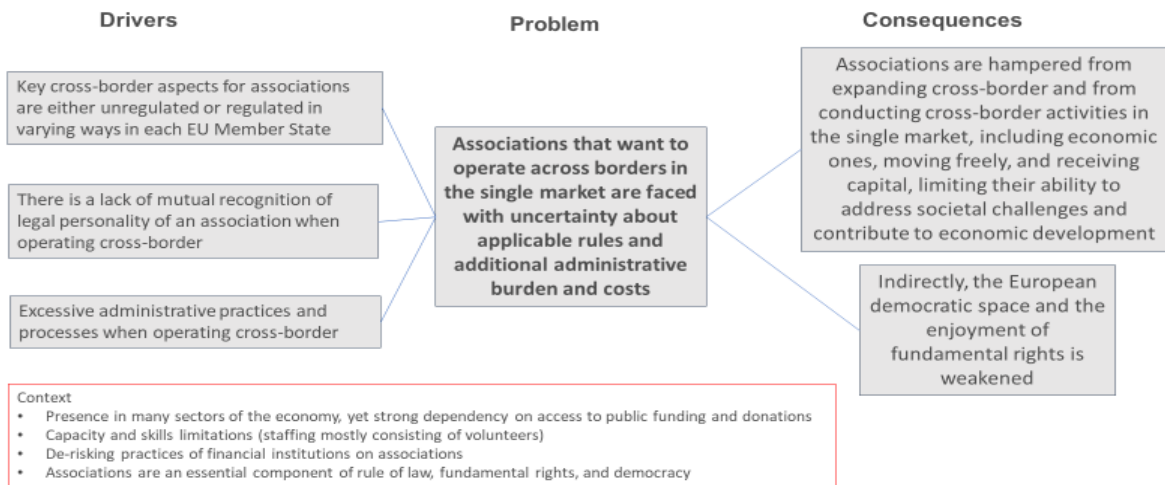 Drivers
Problem
Consequences
Key cross-border aspects for associations
are either unregulated or regulated in
varying ways in each EU Member State
There is a lack of mutual recognition of
legal personality of an association when
operating cross-border
Excessive administrative practices and
processes when operating cross-border
Associations that want to
operate across borders in
the single market are faced
with uncertainty about
applicable rules and
additional administrative
burden and costs
Associations are hampered from
expanding cross-border and from
conducting cross-border activities in
the single market, including economic
ones, moving freely, and receiving
capital, limiting their ability to
address societal challenges and
contribute to economic development
Indirectly, the European
democratic space and the
enjoyment of
fundamental rights is
weakened
Context
• Presence in many sectors of the economy, yet strong dependency on access to public funding and donations
• Capacity and skills limitations (staffing mostly consisting of volunteers)
• De-risking practices of financial institutions on associations
• Associations are an essential component of rule of law, fundamental rights, and democracy